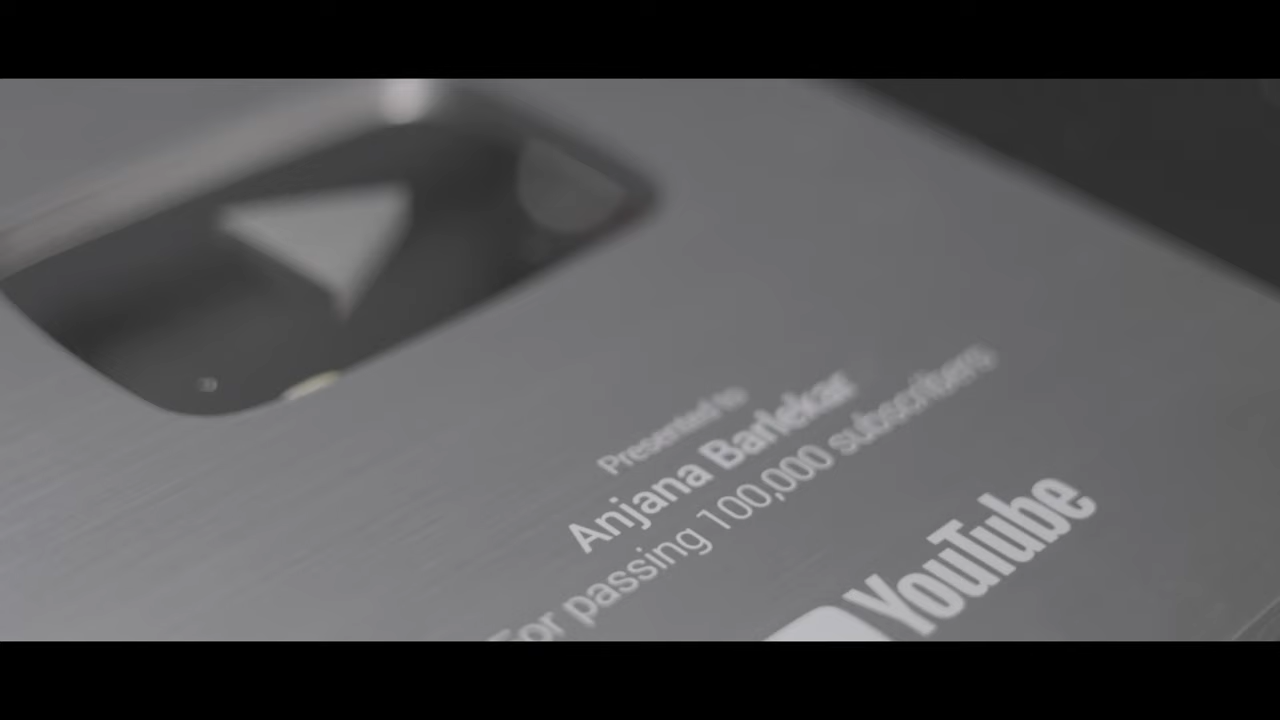 Presented to
Anjana Barlekar
For passing 100,000 subscribers
YouTube